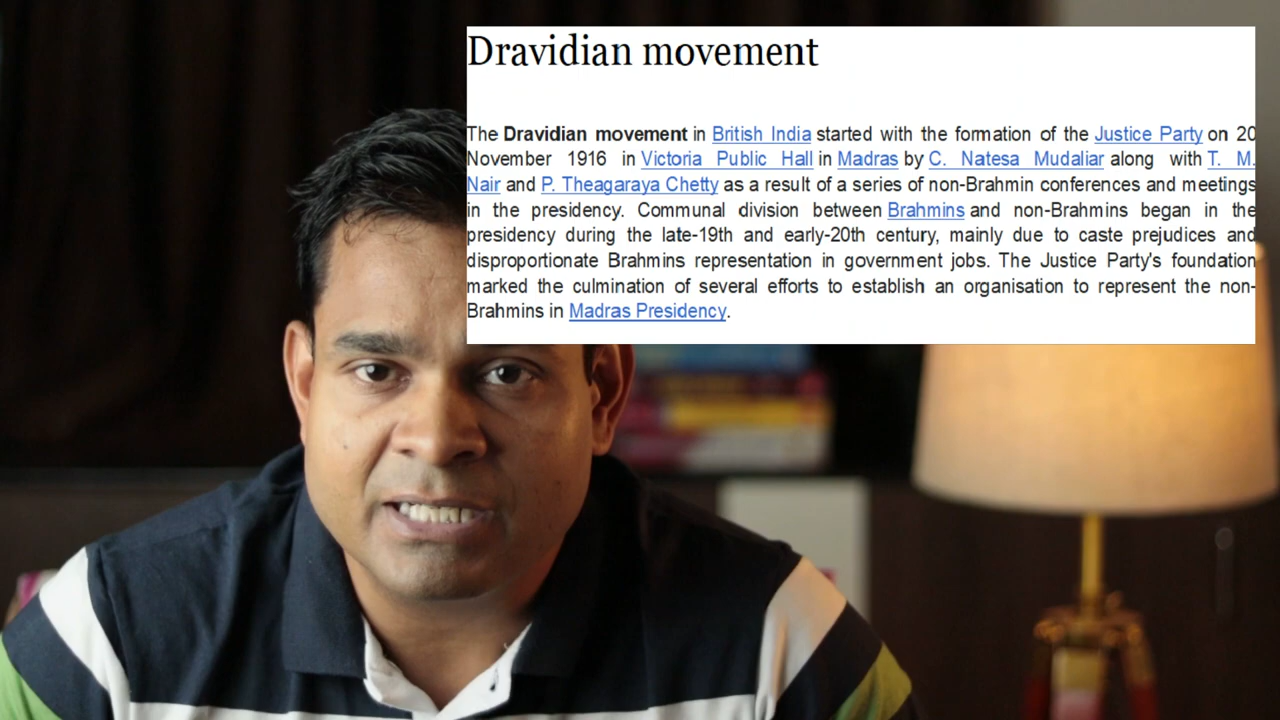 Dravidian movement
The Dravidian movement in British India started with the formation of the Justice Party on 20
November 1916 in Victoria Public Hall in Madras by C. Natesa Mudaliar along with T. M.
Nair and P. Theagaraya Chetty as a result of a series of non-Brahmin conferences and meetings
in the presidency. Communal division between Brahmins and non-Brahmins began in the
presidency during the late-19th and early-20th century, mainly due to caste prejudices and
disproportionate Brahmins representation in government jobs. The Justice Party's foundation
marked the culmination of several efforts to establish an organisation to represent the non-
Brahmins in Madras Presidency.